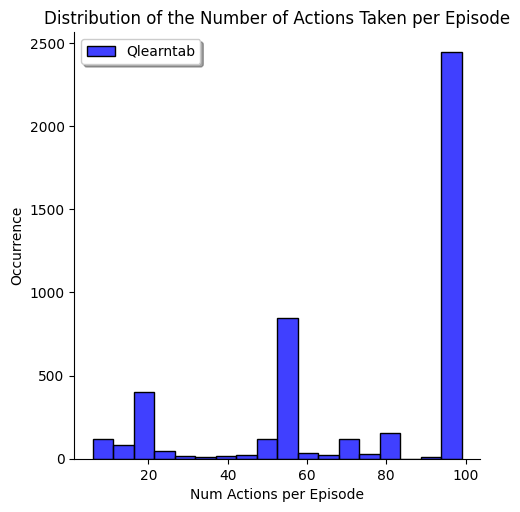 Distribution of the Number of Actions Taken per Episode
Qlearntab
2500
2000
1500
1000
500
0
Occurrence
20 40 60 80 100
Num Actions per Episode